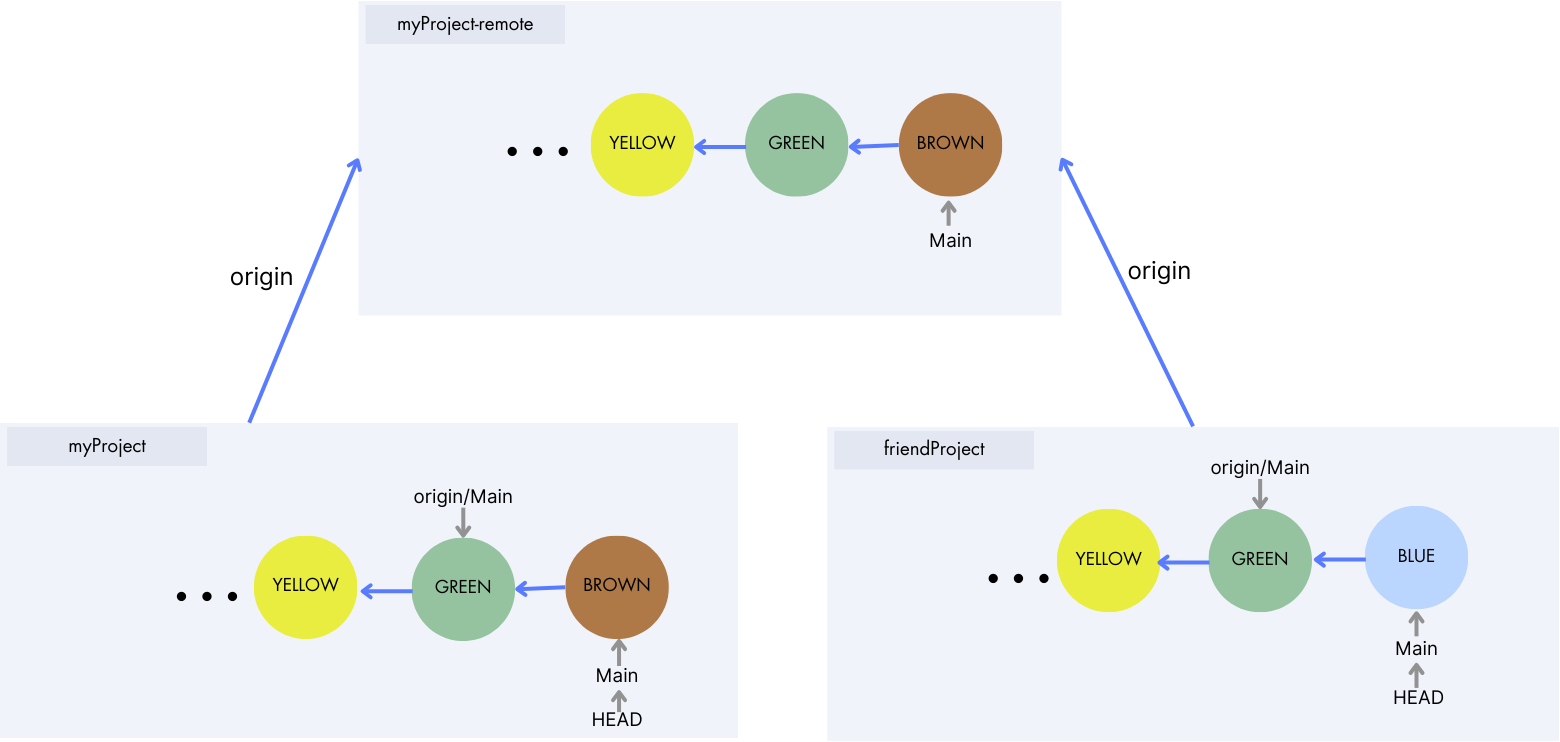 myProject-remote
YELLOW
GREEN
BROWN
Main
origin
origin
myProject
origin/Main
YELLOW
GREEN
BROWN
Main
HEAD
friendProject
origin/Main
YELLOW
GREEN
BLUE
Main
HEAD